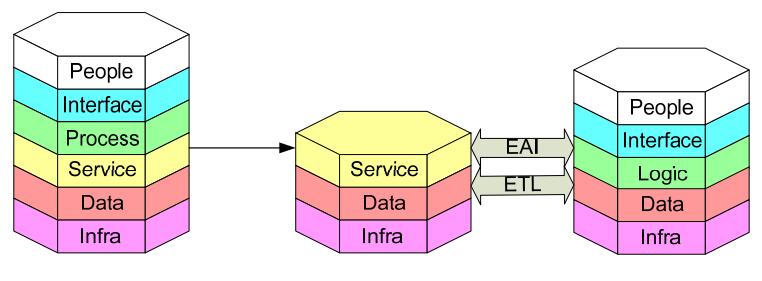 People
Interface
Process
Service
Data
Infra
Service
Data
Infra
EAI
ETL
People
Interface
Logic
Data
Infra